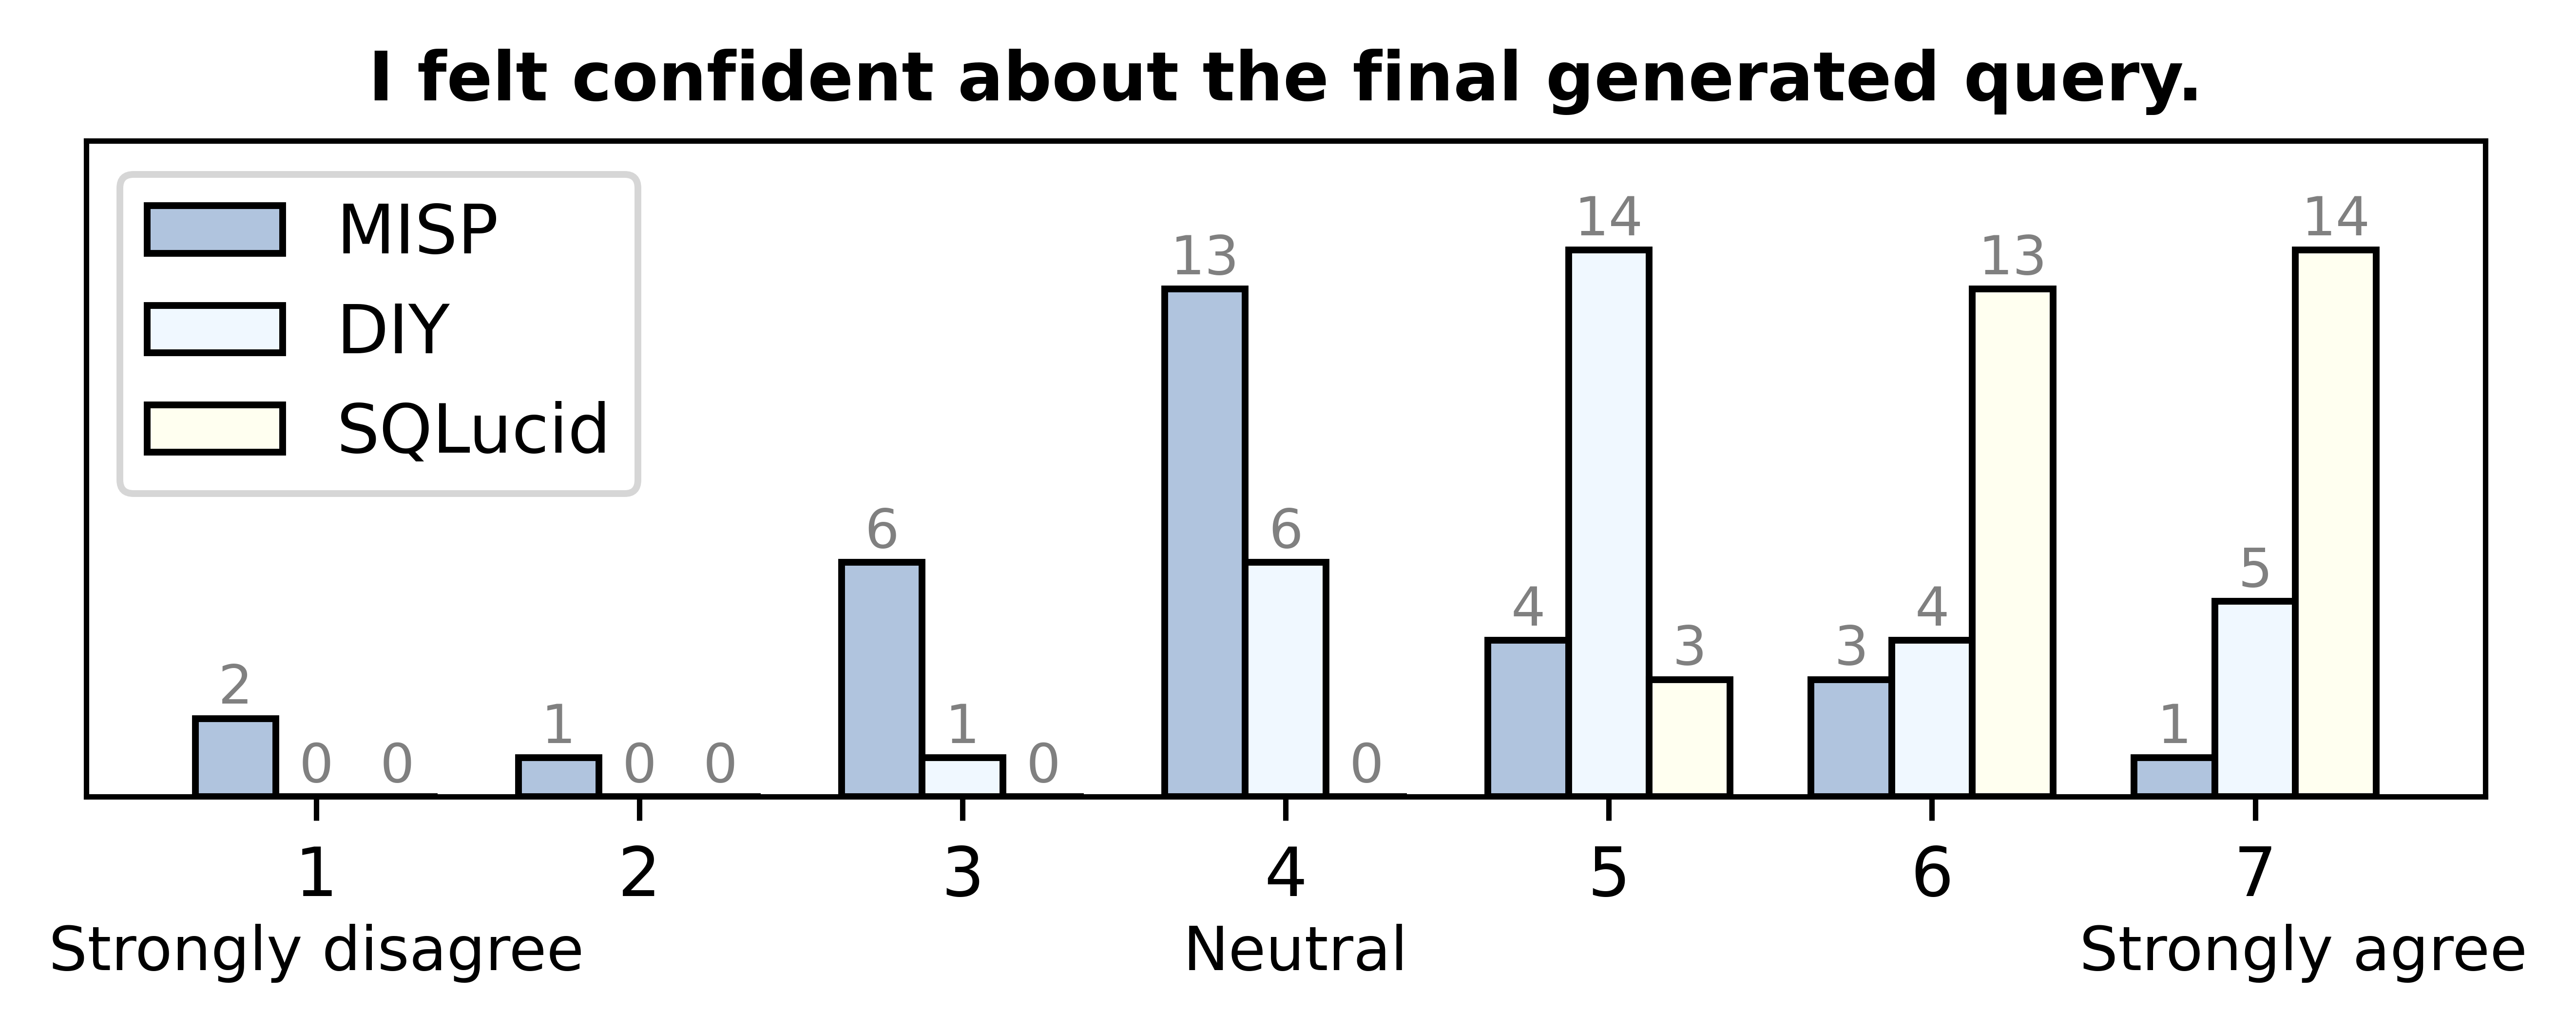 I felt confident about the final generated query.
MISP
DIY
SQLucid
2 0 0
1 0 0
6 1 0
13 6 0
4 14 3
3 4 13
1 5 14
1 2 3 4 5 6 7
Strongly disagree Neutral Strongly agree